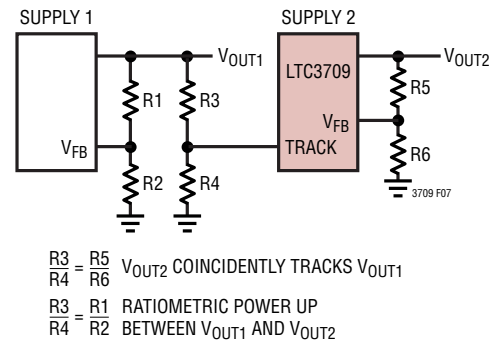 SUPPLY 1
SUPPLY 2
VOUT1
VOUT2
LTC3709
R1
R3
R5
VFB
VFB
TRACK
R2
R4
R6
3709 F07
R3/R4 = R5/R6 VOUT2 COINCIDENTLY TRACKS VOUT1
R3/R4 = R1/R2 RATIOMETRIC POWER UP
BETWEEN VOUT1 AND VOUT2